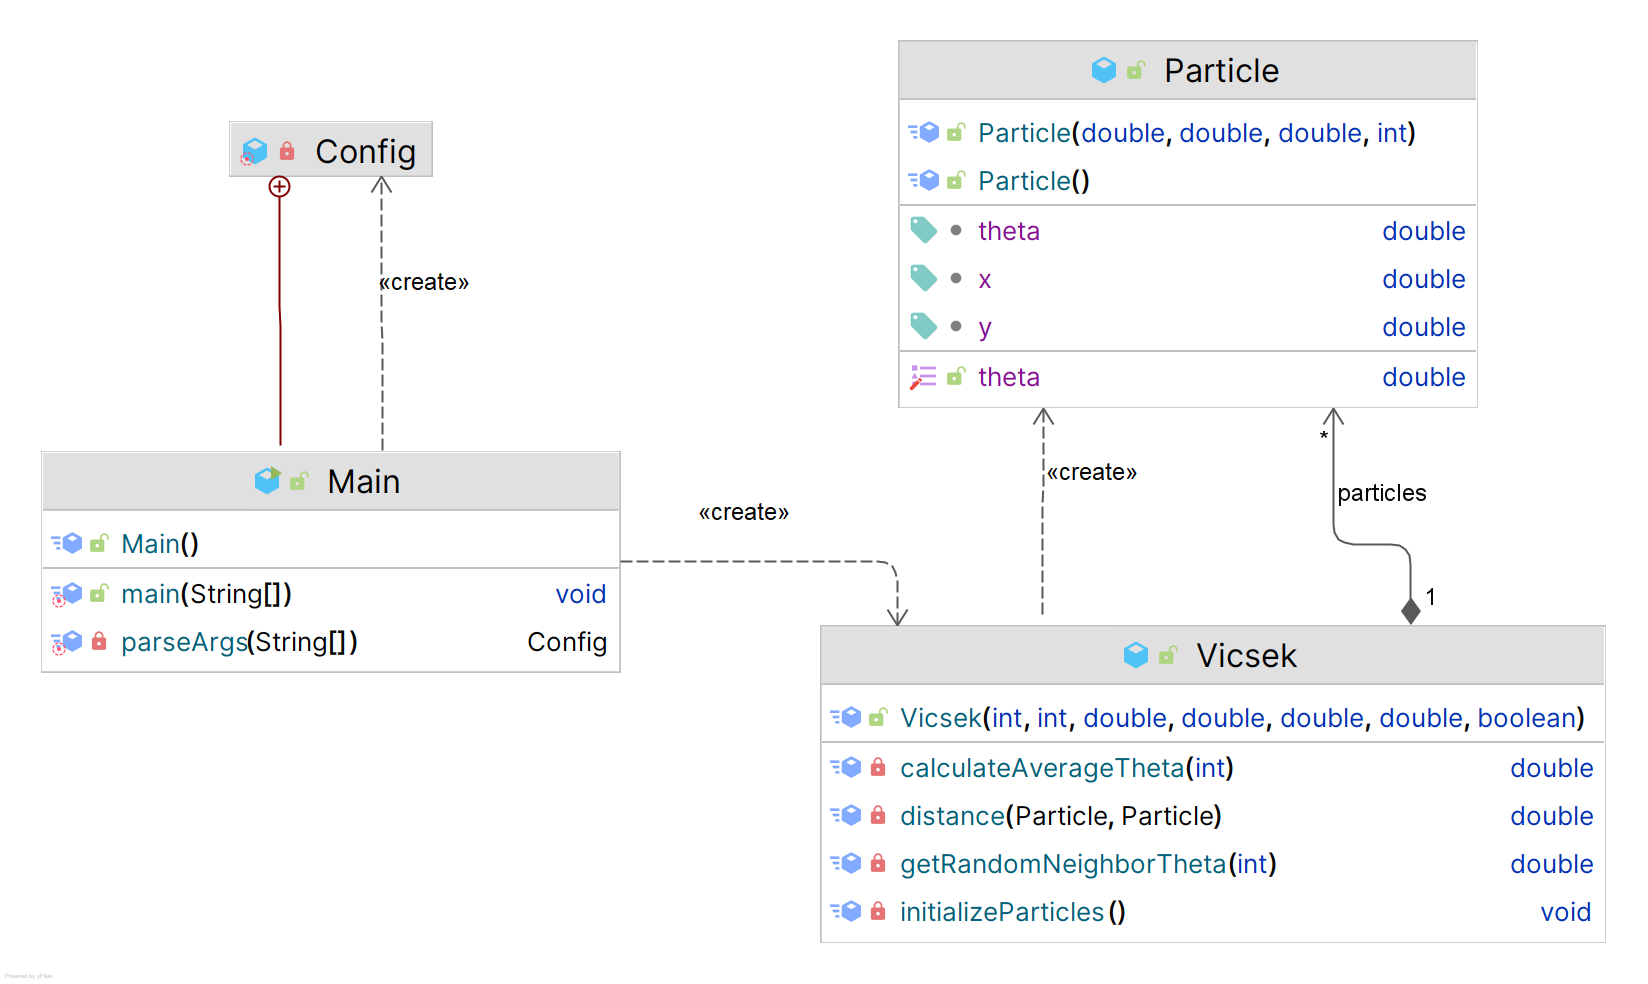 Particle
Particle(double, double, double, int)
Particle()
theta double
x double
y double
theta double
Config
«create»
Main
Main()
main(String[]) void
parseArgs(String[]) Config
«create»
«create»
*
particles
1
Vicsek
Vicsek(int, int, double, double, double, double, boolean)
calculateAverageTheta(int) double
distance(Particle, Particle) double
getRandomNeighborTheta(int) double
initializeParticles() void
Powered by yFiles